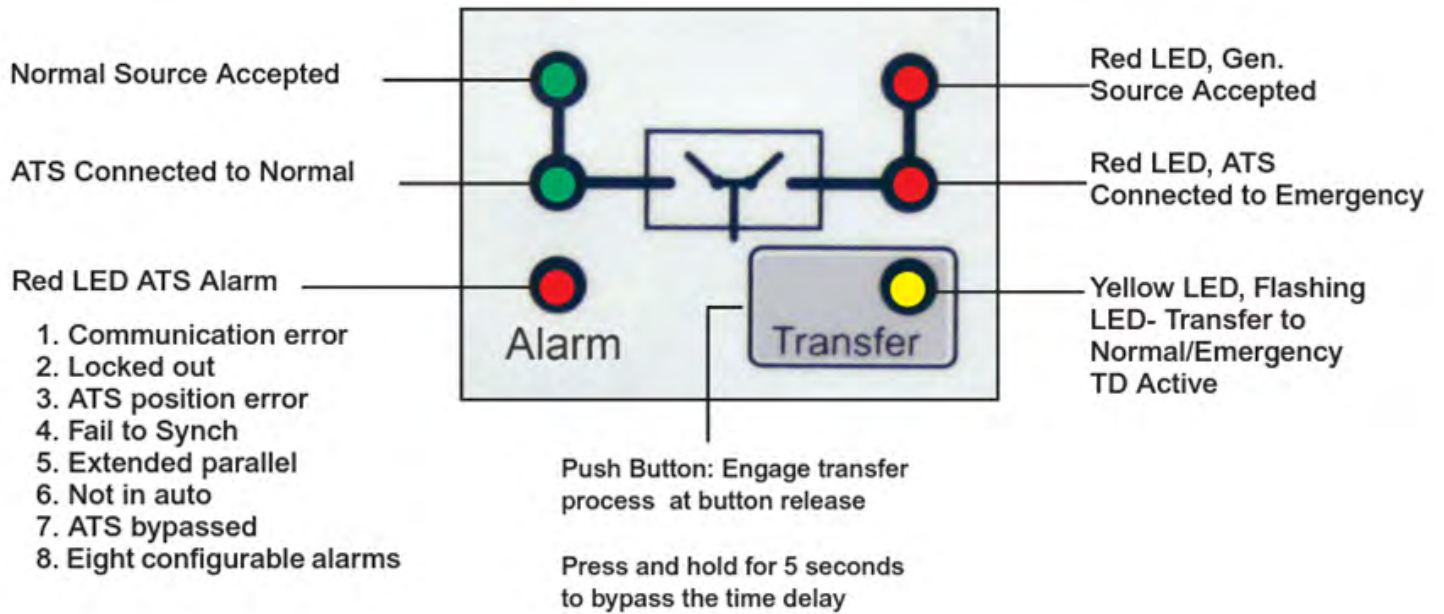 Normal Source Accepted
ATS Connected to Normal
Red LED ATS Alarm
1. Communication error
2. Locked out
3. ATS position error
4. Fail to Synch
5. Extended parallel
6. Not in auto
7. ATS bypassed
8. Eight configurable alarms
Alarm
Transfer
Push Button: Engage transfer
process at button release
Press and hold for 5 seconds
to bypass the time delay
Red LED, Gen.
Source Accepted
Red LED, ATS
Connected to Emergency
Yellow LED, Flashing
LED- Transfer to
Normal/Emergency
TD Active